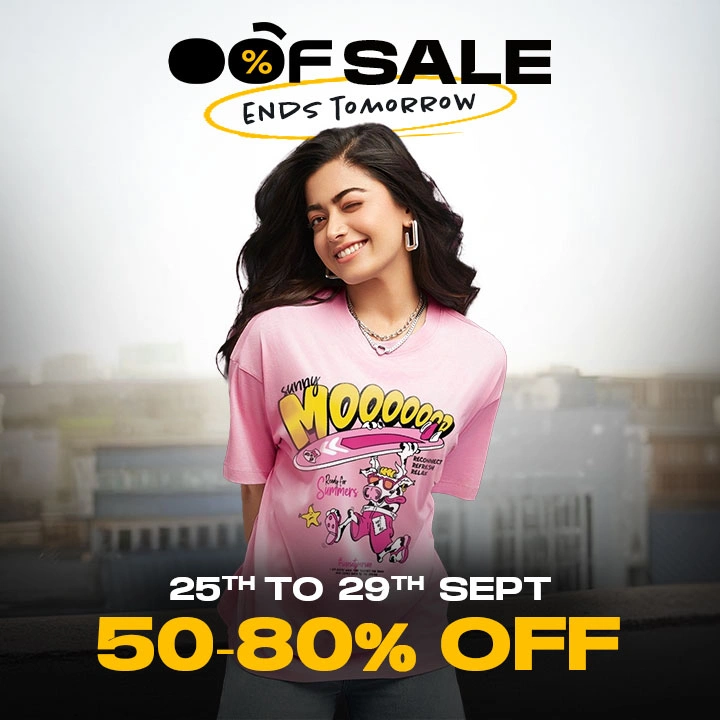 OOF SALE
%
ENDS TOMORROW
sunny
MOOOOOOD
RECONNECT
REFRESH
RELAX
Ready for
Summers
25TH TO 29TH SEPT
50-80% OFF